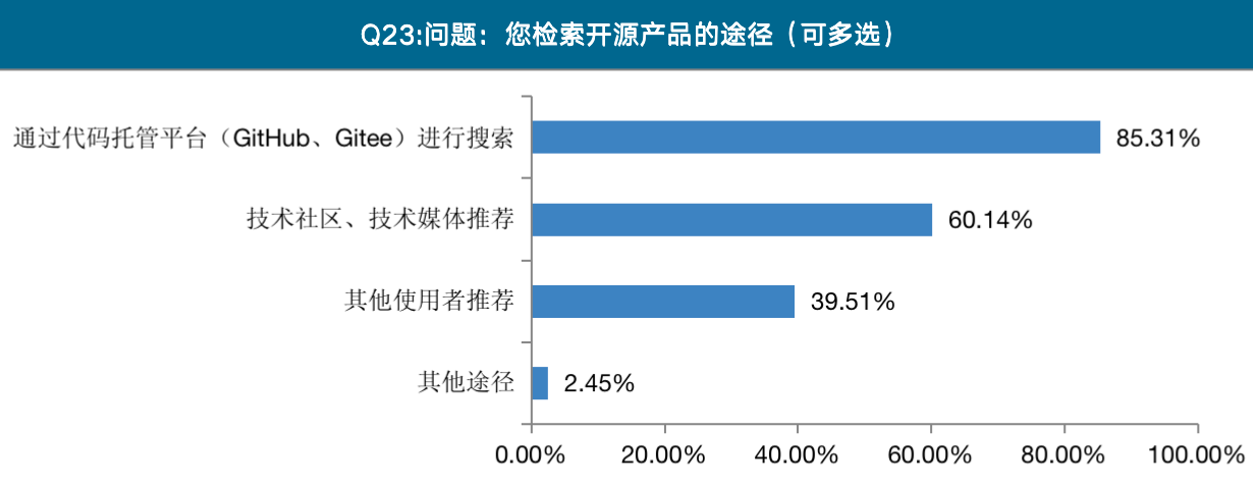 Q23:问题：您检索开源产品的途径（可多选）
通过代码托管平台（GitHub、Gitee）进行搜索
85.31%
技术社区、技术媒体推荐
60.14%
其他使用者推荐
39.51%
其他途径
2.45%
0.00% 20.00% 40.00% 60.00% 80.00% 100.00%